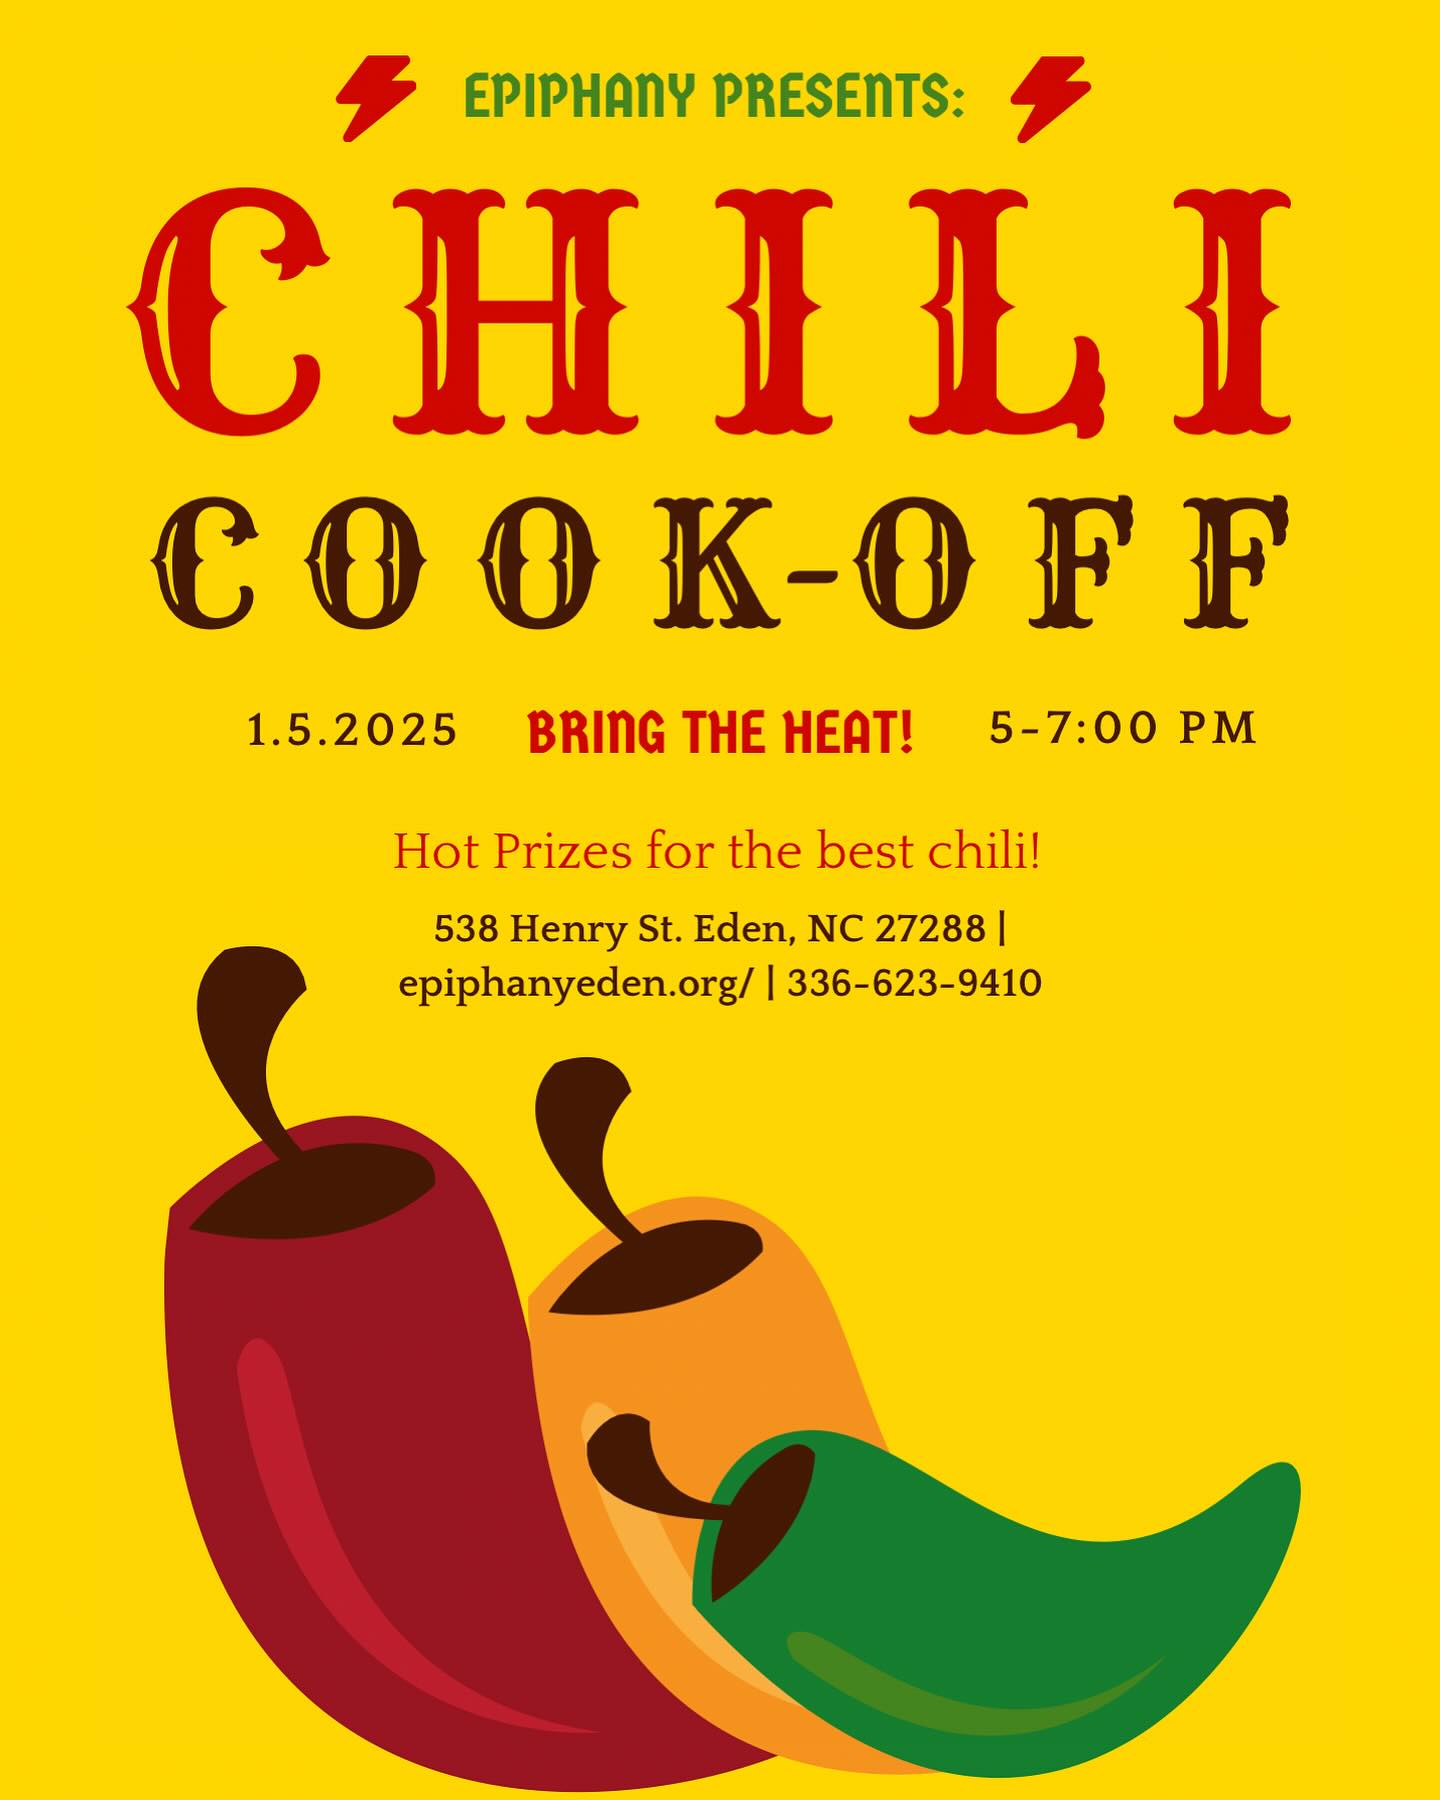 EPIPHANY PRESENTS:
CHILI
COOK-OFF
1.5.2025 BRING THE HEAT! 5-7:00 PM
Hot Prizes for the best chili!
538 Henry St. Eden, NC 27288 |
epiphanyeden.org/ | 336-623-9410